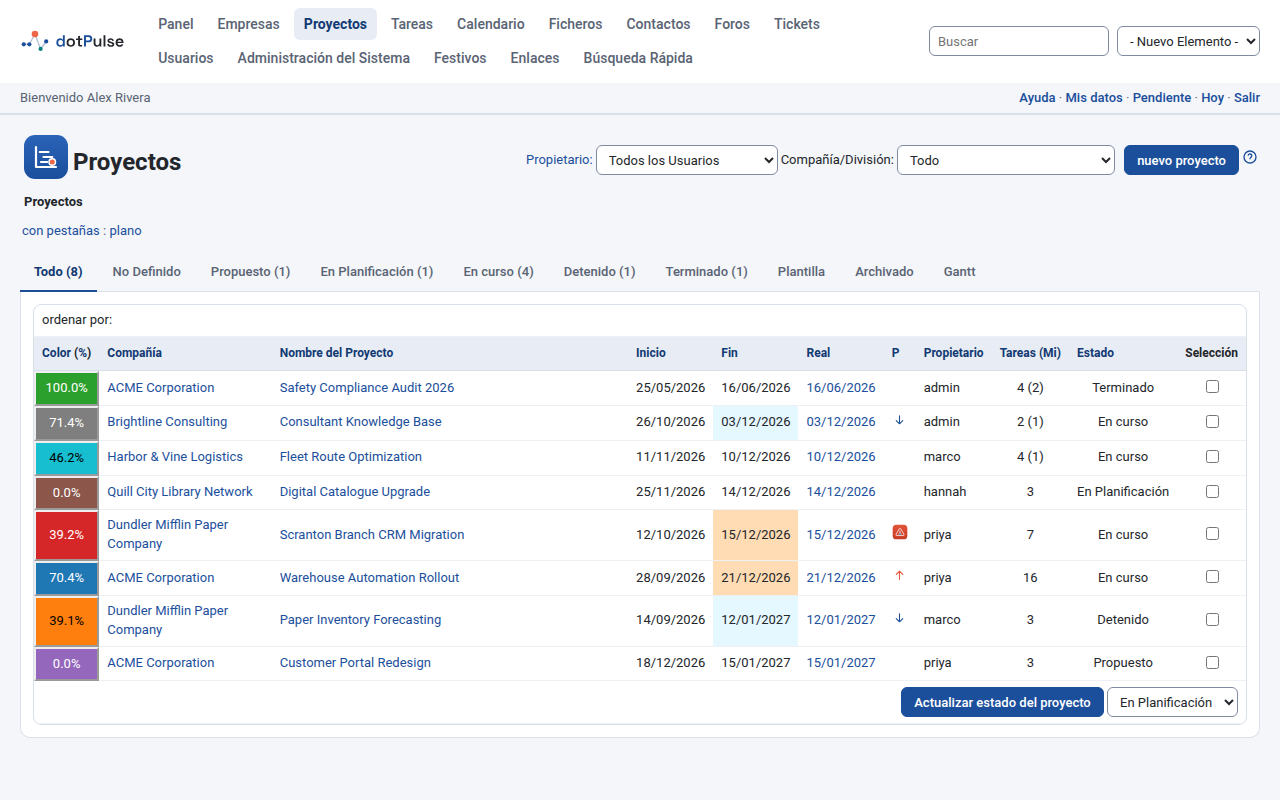 dotPulse
Panel Empresas Proyectos Tareas Calendario Ficheros Contactos Foros Tickets
Usuarios Administración del Sistema Festivos Enlaces Búsqueda Rápida
Buscar - Nuevo Elemento -
Bienvenido Alex Rivera Ayuda · Mis datos · Pendiente · Hoy · Salir
Proyectos Propietario: Todos los Usuarios Compañía/División: Todo nuevo proyecto ?
Proyectos
con pestañas : plano
Todo (8) No Definido Propuesto (1) En Planificación (1) En curso (4) Detenido (1) Terminado (1) Plantilla Archivado Gantt
ordenar por:
Color (%) Compañía Nombre del Proyecto Inicio Fin Real P Propietario Tareas (Mi) Estado Selección
100.0% ACME Corporation Safety Compliance Audit 2026 25/05/2026 16/06/2026 16/06/2026 admin 4 (2) Terminado
71.4% Brightline Consulting Consultant Knowledge Base 26/10/2026 03/12/2026 03/12/2026 admin 2 (1) En curso
46.2% Harbor & Vine Logistics Fleet Route Optimization 11/11/2026 10/12/2026 10/12/2026 marco 4 (1) En curso
0.0% Quill City Library Network Digital Catalogue Upgrade 25/11/2026 14/12/2026 14/12/2026 hannah 3 En Planificación
39.2% Dundler Mifflin Paper Company Scranton Branch CRM Migration 12/10/2026 15/12/2026 15/12/2026 priya 7 En curso
70.4% ACME Corporation Warehouse Automation Rollout 28/09/2026 21/12/2026 21/12/2026 priya 16 En curso
39.1% Dundler Mifflin Paper Company Paper Inventory Forecasting 14/09/2026 12/01/2027 12/01/2027 marco 3 Detenido
0.0% ACME Corporation Customer Portal Redesign 18/12/2026 15/01/2027 15/01/2027 priya 3 Propuesto
Actualizar estado del proyecto En Planificación